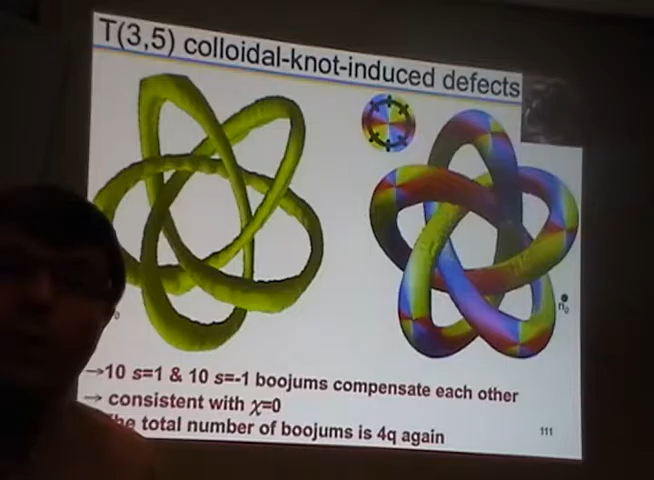 T(3,5) colloidal-knot-induced defects
n₀
→10 s=1 & 10 s=-1 boojums compensate each other
→ consistent with χ=0
total number of boojums is 4q again
111